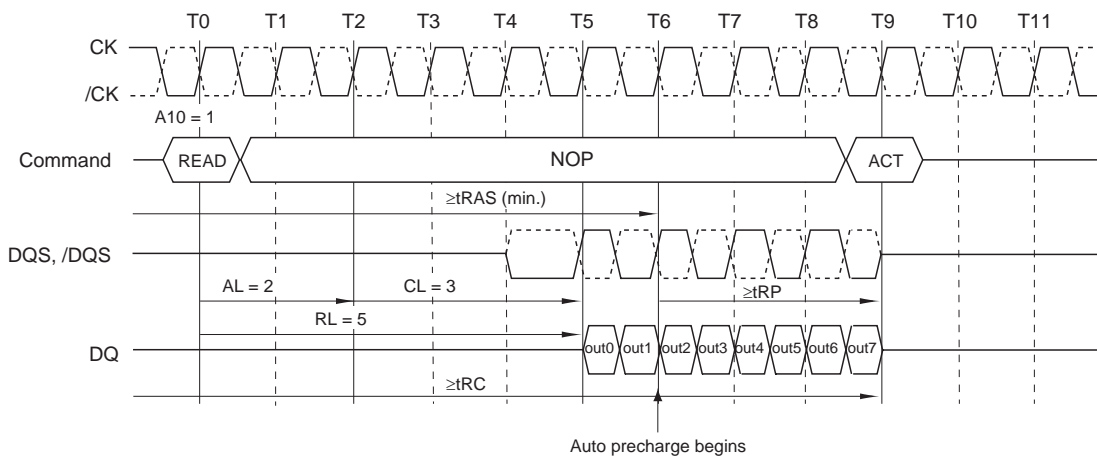 T0 T1 T2 T3 T4 T5 T6 T7 T8 T9 T10 T11
CK
/CK
A10 = 1
Command READ NOP ACT
≥tRAS (min.)
DQS, /DQS
AL = 2 CL = 3 ≥tRP
RL = 5
DQ out0 out1 out2 out3 out4 out5 out6 out7
≥tRC
Auto precharge begins